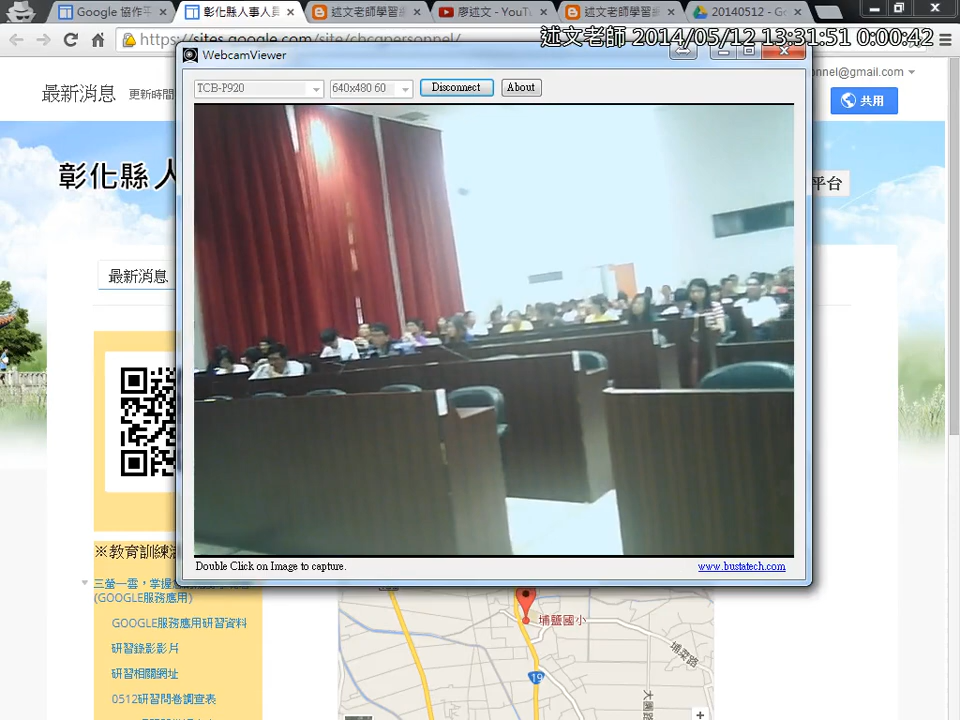 Google 協作平
彰化縣人事人員
述文老師學習
廖述文 - YouTu
述文老師學習
20140512 - Go
https://sites.google.com/site/chcgpersonnel/
述文老師 2014/05/12 13:31:51 0:00:42
WebcamViewer
onnel@gmail.com
TCB-P920
640x480 60
Disconnect
About
最新消息
更新時間
共用
彰化縣人
平台
最新消息
※教育訓練
三螢一雲，掌握
(GOOGLE服務應用)
GOOGLE服務應用研習資料
研習錄影影片
研習相關網址
0512研習問卷調查表
Double Click on Image to capture.
www.bustatech.com
埔鹽國小
埔菜路
19